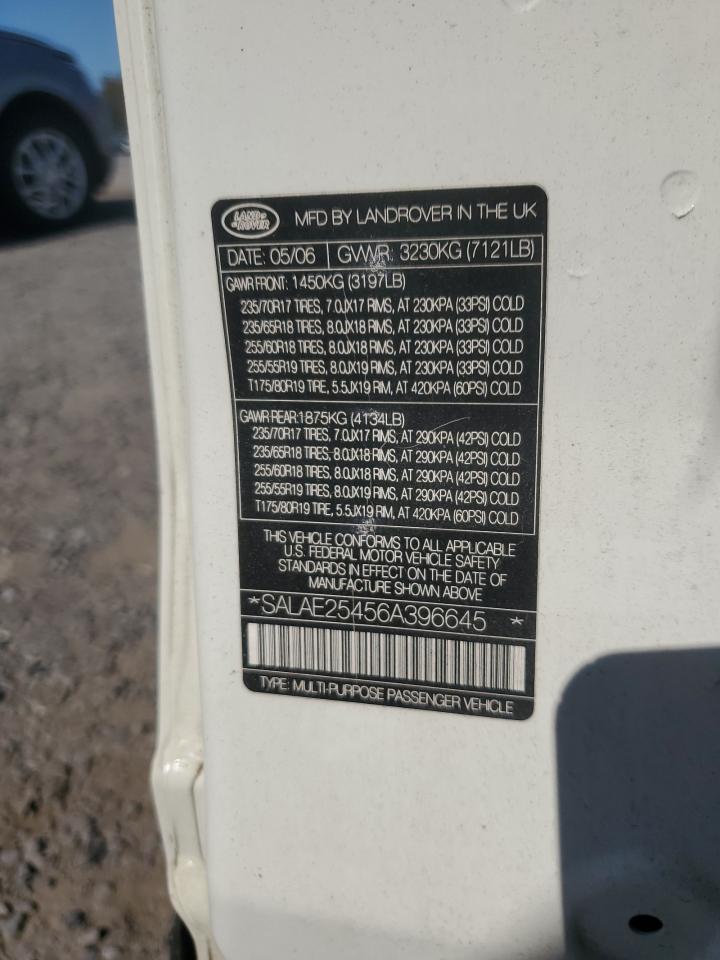 LAND ROVER MFD BY LANDROVER IN THE UK
DATE: 05/06 GVWR: 3230KG (7121LB)
GAWR FRONT: 1450KG (3197LB)
235/70R17 TIRES, 7.0JX17 RIMS, AT 230KPA (33PSI) COLD
235/65R18 TIRES, 8.0JX18 RIMS, AT 230KPA (33PSI) COLD
255/60R18 TIRES, 8.0JX18 RIMS, AT 230KPA (33PSI) COLD
255/55R19 TIRES, 8.0JX19 RIMS, AT 230KPA (33PSI) COLD
T175/80R19 TIRE, 5.5JX19 RIM, AT 420KPA (60PSI) COLD
GAWR REAR:1875KG (4134LB)
235/70R17 TIRES, 7.0JX17 RIMS, AT 290KPA (42PSI) COLD
235/65R18 TIRES, 8.0JX18 RIMS, AT 290KPA (42PSI) COLD
255/60R18 TIRES, 8.0JX18 RIMS, AT 290KPA (42PSI) COLD
255/55R19 TIRES, 8.0JX19 RIMS, AT 290KPA (42PSI) COLD
T175/80R19 TIRE, 5.5JX19 RIM, AT 420KPA (60PSI) COLD
THIS VEHICLE CONFORMS TO ALL APPLICABLE
U.S. FEDERAL MOTOR VEHICLE SAFETY
STANDARDS IN EFFECT ON THE DATE OF
MANUFACTURE SHOWN ABOVE
*SALAE25456A396645 *
TYPE: MULTI-PURPOSE PASSENGER VEHICLE